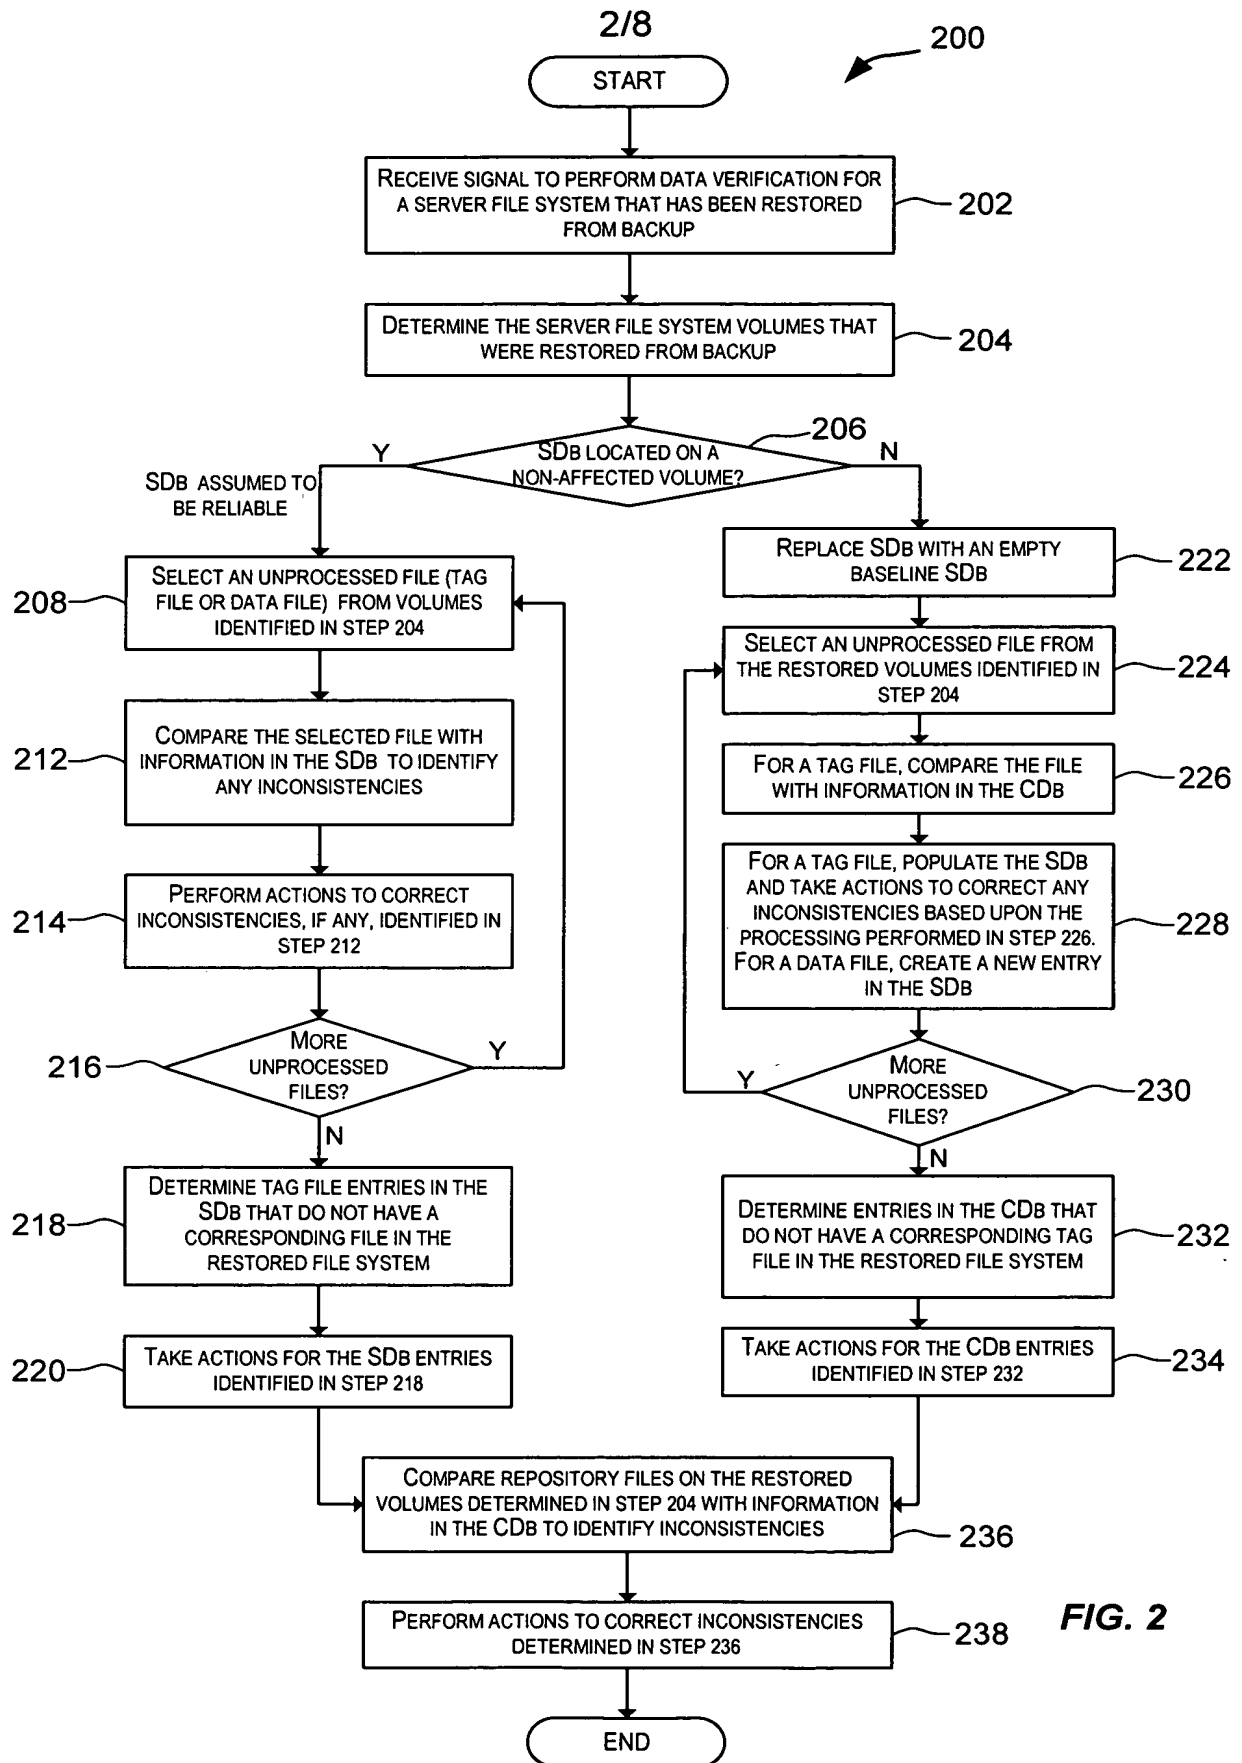 2/8
200
START
RECEIVE SIGNAL TO PERFORM DATA VERIFICATION FOR
A SERVER FILE SYSTEM THAT HAS BEEN RESTORED
FROM BACKUP
202
DETERMINE THE SERVER FILE SYSTEM VOLUMES THAT
WERE RESTORED FROM BACKUP
204
206
SDB LOCATED ON A
NON-AFFECTED VOLUME?
Y
N
SDB ASSUMED TO
BE RELIABLE
208
SELECT AN UNPROCESSED FILE (TAG
FILE OR DATA FILE) FROM VOLUMES
IDENTIFIED IN STEP 204
212
COMPARE THE SELECTED FILE WITH
INFORMATION IN THE SDB TO IDENTIFY
ANY INCONSISTENCIES
214
PERFORM ACTIONS TO CORRECT
INCONSISTENCIES, IF ANY, IDENTIFIED IN
STEP 212
216
MORE
UNPROCESSED
FILES?
Y
N
218
DETERMINE TAG FILE ENTRIES IN THE
SDB THAT DO NOT HAVE A
CORRESPONDING FILE IN THE
RESTORED FILE SYSTEM
220
TAKE ACTIONS FOR THE SDB ENTRIES
IDENTIFIED IN STEP 218
REPLACE SDB WITH AN EMPTY
BASELINE SDB
222
SELECT AN UNPROCESSED FILE FROM
THE RESTORED VOLUMES IDENTIFIED IN
STEP 204
224
FOR A TAG FILE, COMPARE THE FILE
WITH INFORMATION IN THE CDB
226
FOR A TAG FILE, POPULATE THE SDB
AND TAKE ACTIONS TO CORRECT ANY
INCONSISTENCIES BASED UPON THE
PROCESSING PERFORMED IN STEP 226.
FOR A DATA FILE, CREATE A NEW ENTRY
IN THE SDB
228
MORE
UNPROCESSED
FILES?
Y
230
N
DETERMINE ENTRIES IN THE CDB THAT
DO NOT HAVE A CORRESPONDING TAG
FILE IN THE RESTORED FILE SYSTEM
232
TAKE ACTIONS FOR THE CDB ENTRIES
IDENTIFIED IN STEP 232
234
COMPARE REPOSITORY FILES ON THE RESTORED
VOLUMES DETERMINED IN STEP 204 WITH INFORMATION
IN THE CDB TO IDENTIFY INCONSISTENCIES
236
PERFORM ACTIONS TO CORRECT INCONSISTENCIES
DETERMINED IN STEP 236
238
FIG. 2
END